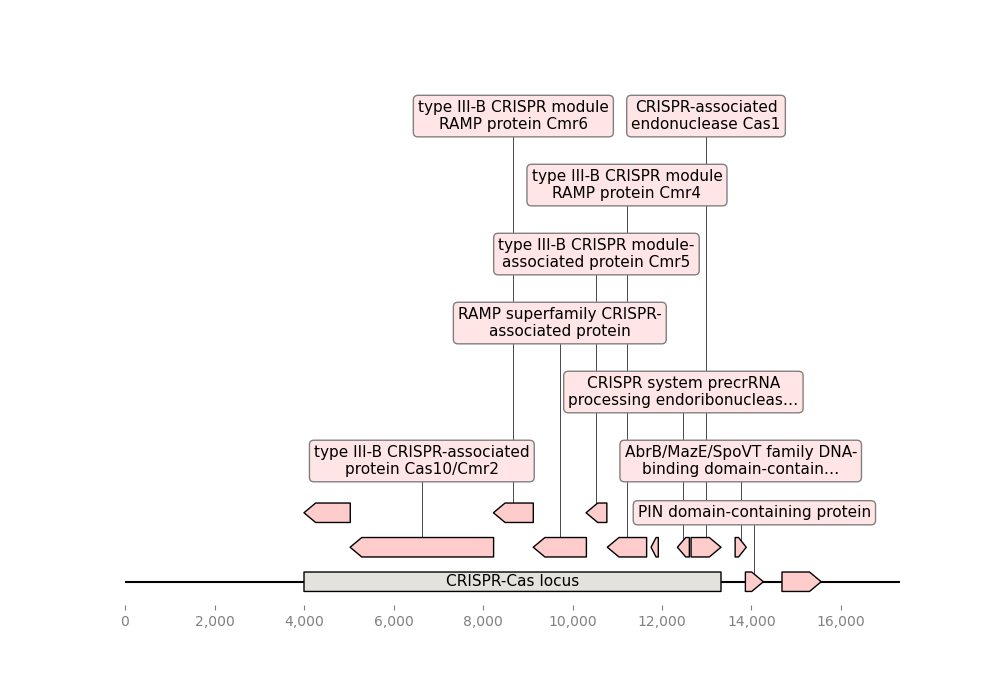 type III-B CRISPR module
RAMP protein Cmr6
CRISPR-associated
endonuclease Cas1
type III-B CRISPR module
RAMP protein Cmr4
type III-B CRISPR module-
associated protein Cmr5
RAMP superfamily CRISPR-
associated protein
CRISPR system precrRNA
processing endoribonucleas…
type III-B CRISPR-associated
protein Cas10/Cmr2
AbrB/MazE/SpoVT family DNA-
binding domain-contain…
PIN domain-containing protein
CRISPR-Cas locus
0
2,000
4,000
6,000
8,000
10,000
12,000
14,000
16,000